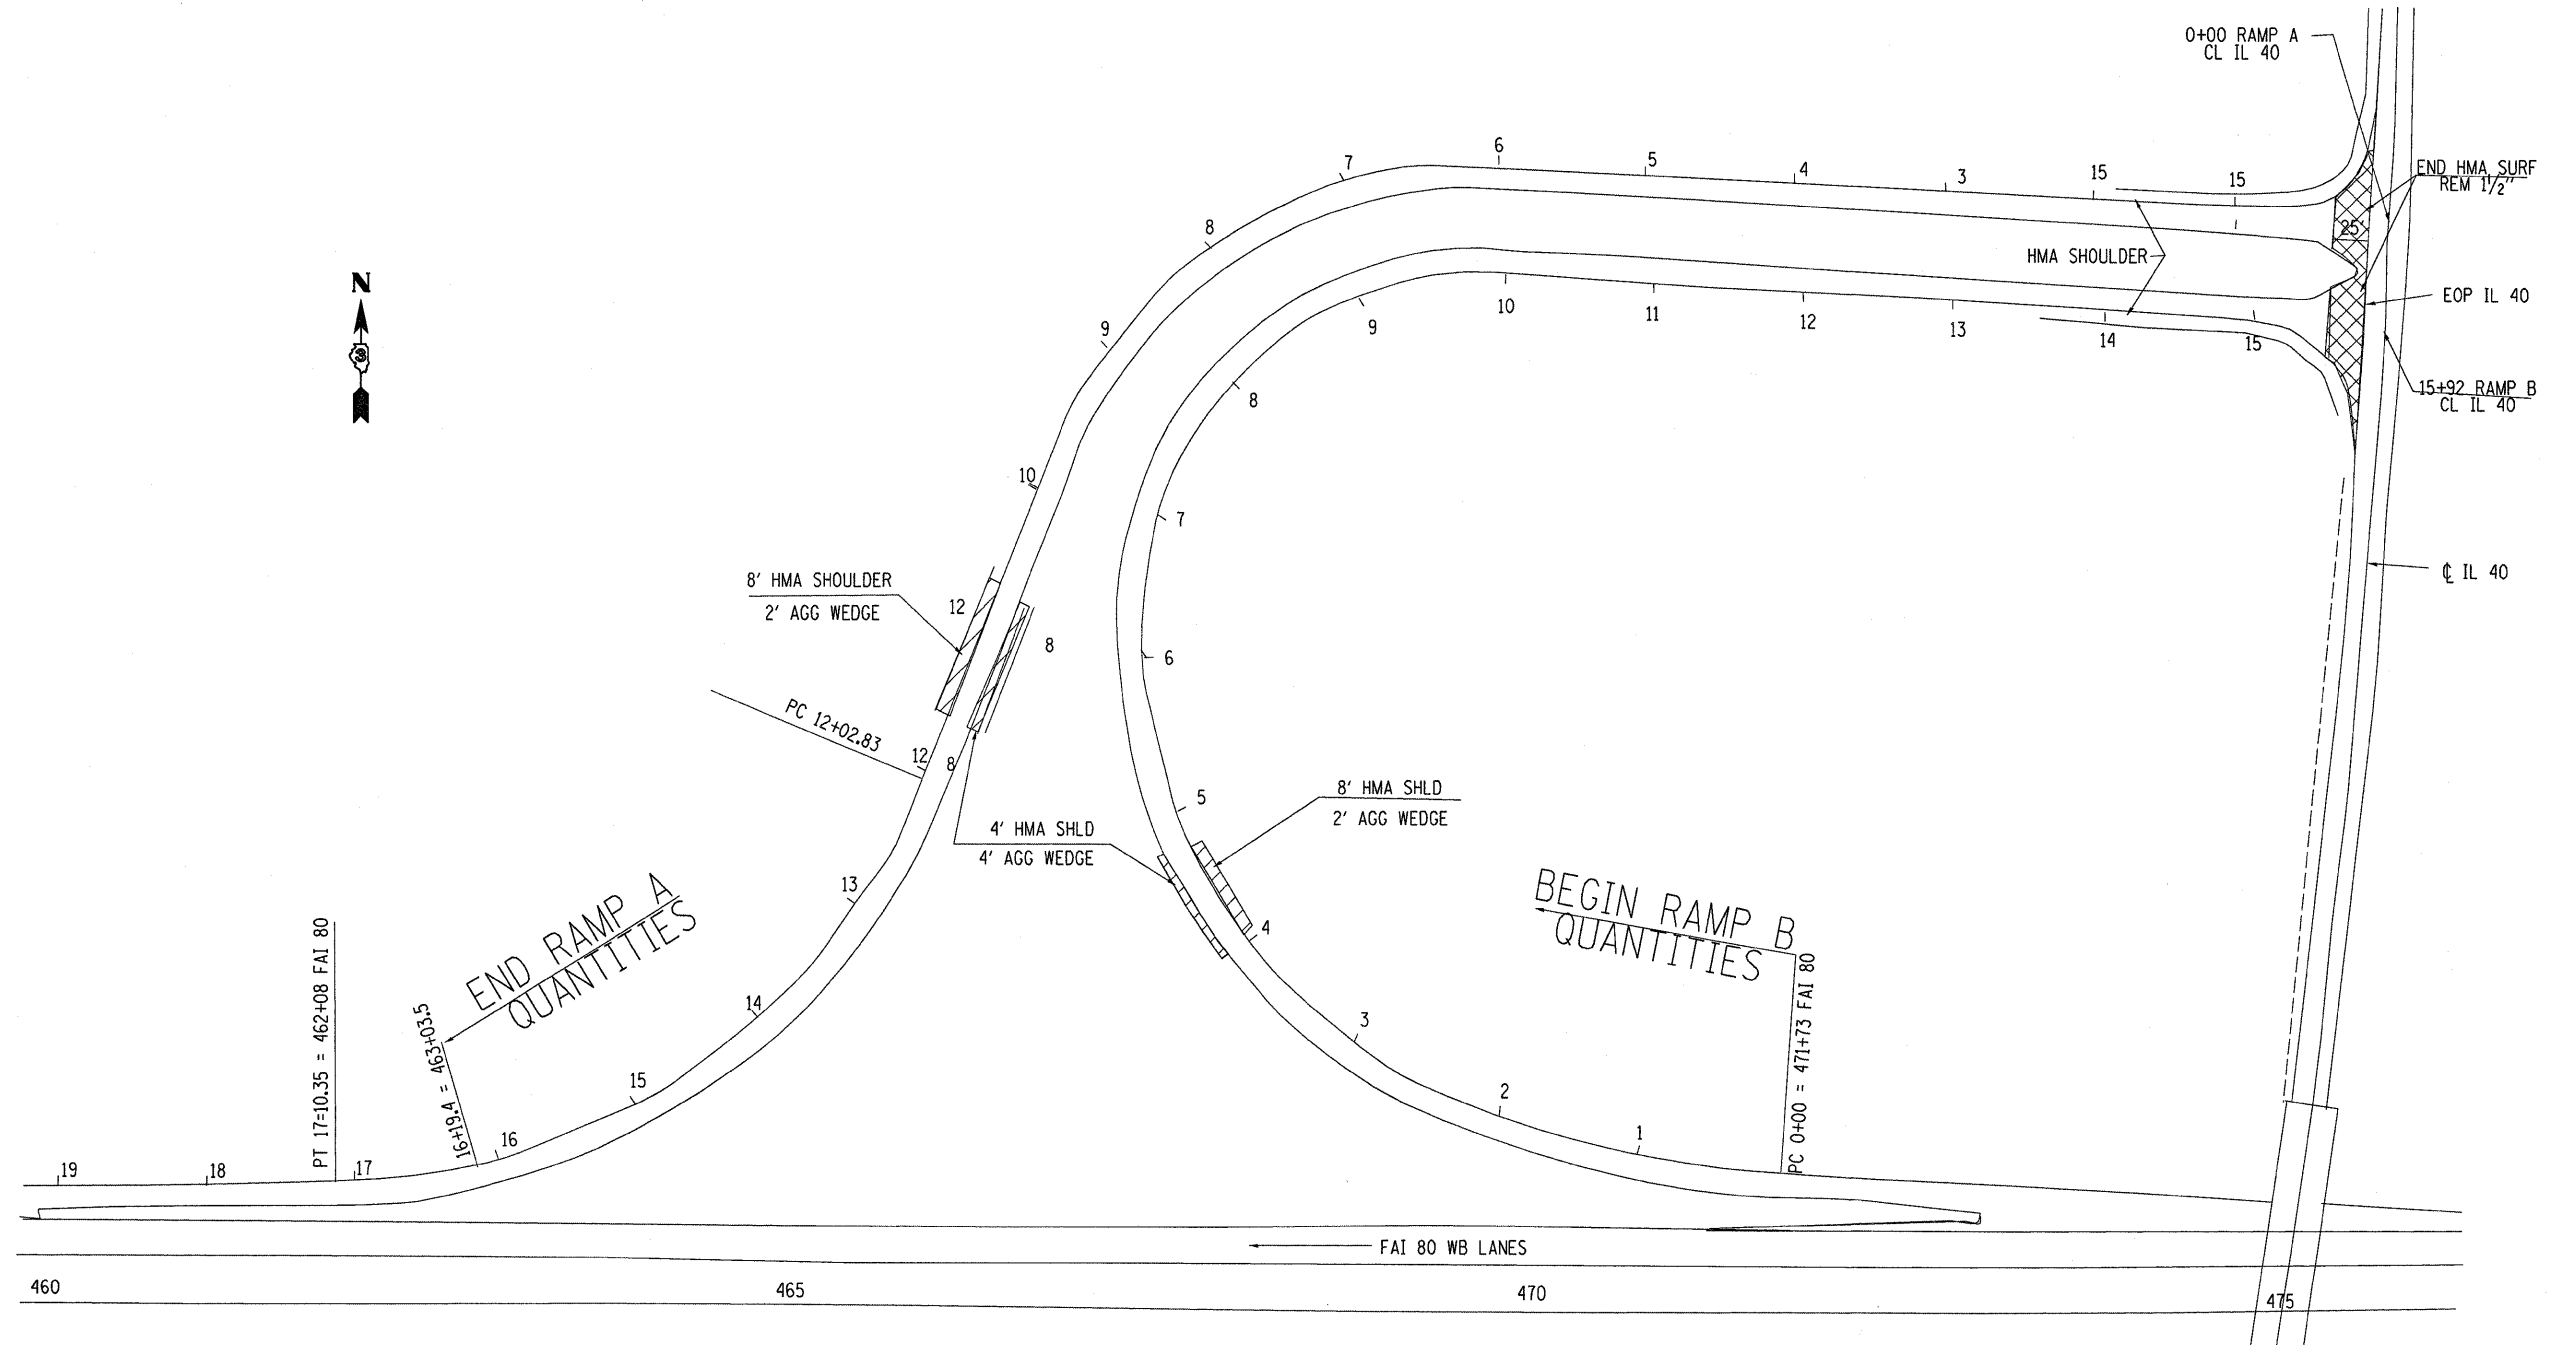 0+00 RAMP A
CL IL 40
6
5
4
3
15
15
7
END HMA SURF
REM 1 1/2"
8
25'
HMA SHOULDER
N
3
EOP IL 40
9
10
11
12
13
14
15
9
8
15+92 RAMP B
CL IL 40
10
7
℄ IL 40
8' HMA SHOULDER
2' AGG WEDGE
12
8
6
PC 12+02.83
12
8
5
8' HMA SHLD
2' AGG WEDGE
4' HMA SHLD
4' AGG WEDGE
4
13
END RAMP A
QUANTITIES
BEGIN RAMP B
QUANTITIES
PT 17=10.35 = 462+08 FAI 80
16+19.4 = 463+03.5
PC 0+00 = 471+73 FAI 80
14
3
15
2
16
1
19
18
17
FAI 80 WB LANES
460
465
470
475